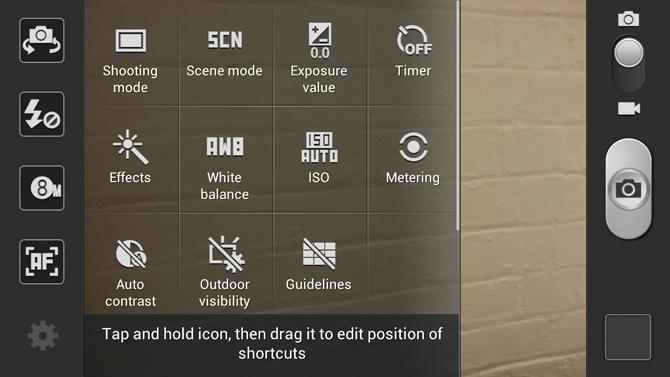 SCN
0.0
OFF
Shooting mode
Scene mode
Exposure value
Timer
AWB
ISO AUTO
Effects
White balance
ISO
Metering
8M
AF
Auto contrast
Outdoor visibility
Guidelines
Tap and hold icon, then drag it to edit position of
shortcuts